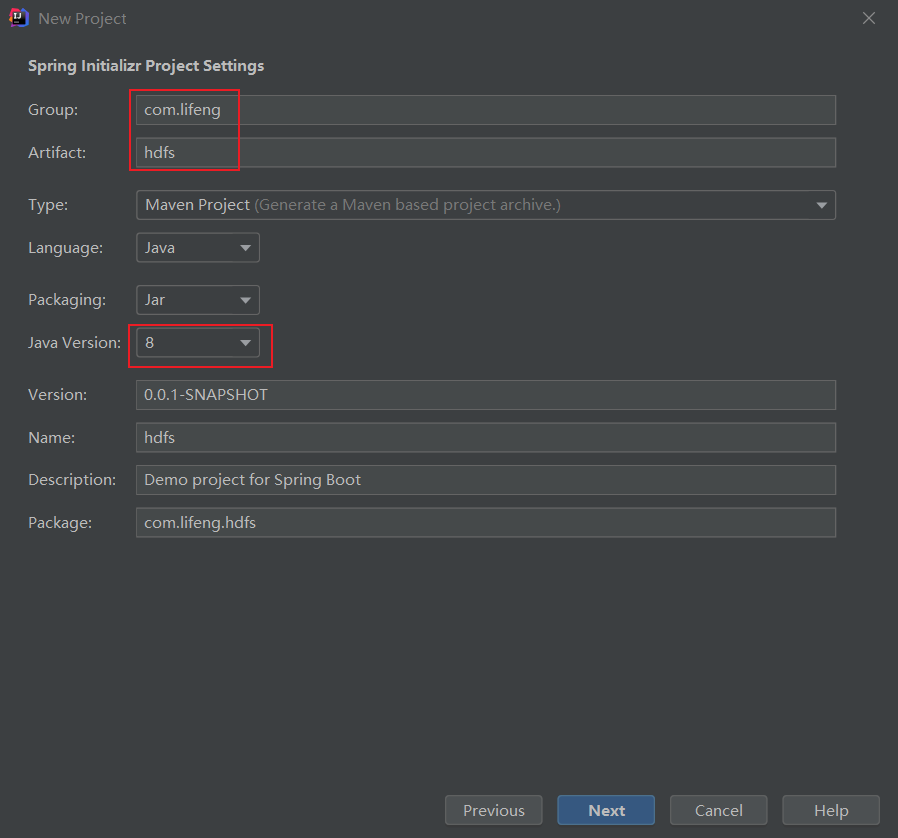 New Project
Spring Initializr Project Settings
Group: com.lifeng
Artifact: hdfs
Type: Maven Project (Generate a Maven based project archive.)
Language: Java
Packaging: Jar
Java Version: 8
Version: 0.0.1-SNAPSHOT
Name: hdfs
Description: Demo project for Spring Boot
Package: com.lifeng.hdfs
Previous Next Cancel Help